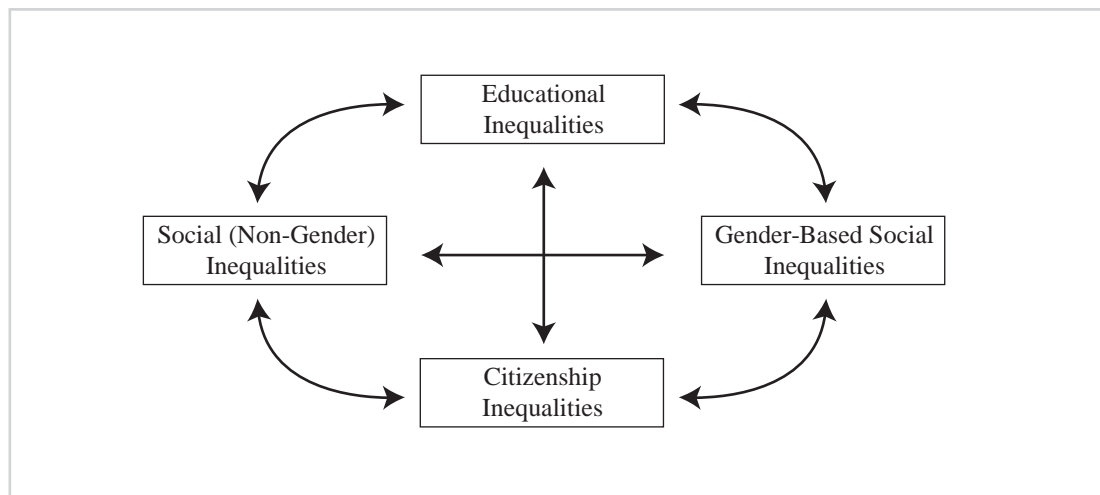 Educational
Inequalities
Social (Non-Gender)
Inequalities
Gender-Based Social
Inequalities
Citizenship
Inequalities